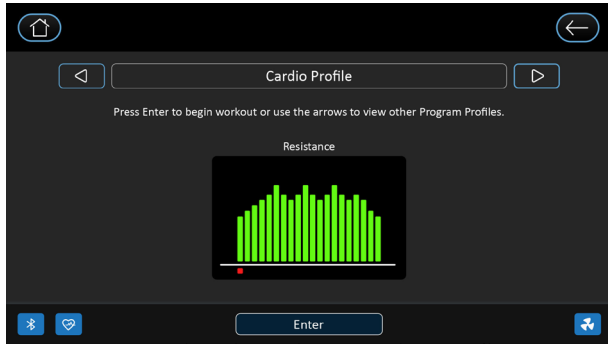 Cardio Profile
Press Enter to begin workout or use the arrows to view other Program Profiles.
Resistance
Enter